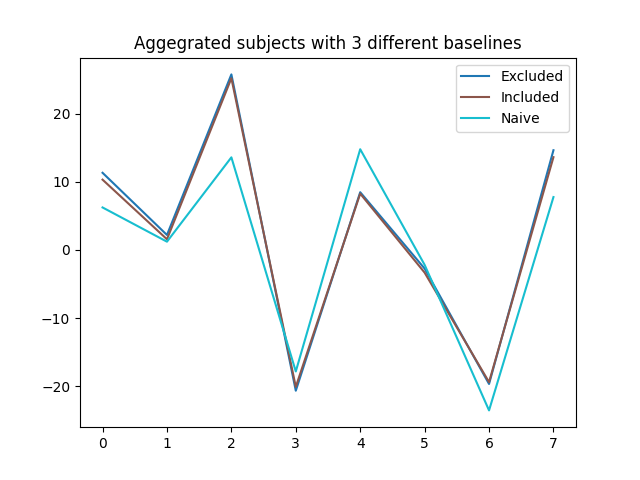 Aggegrated subjects with 3 different baselines
Excluded
Included
Naive
20
10
0
−10
−20
0 1 2 3 4 5 6 7